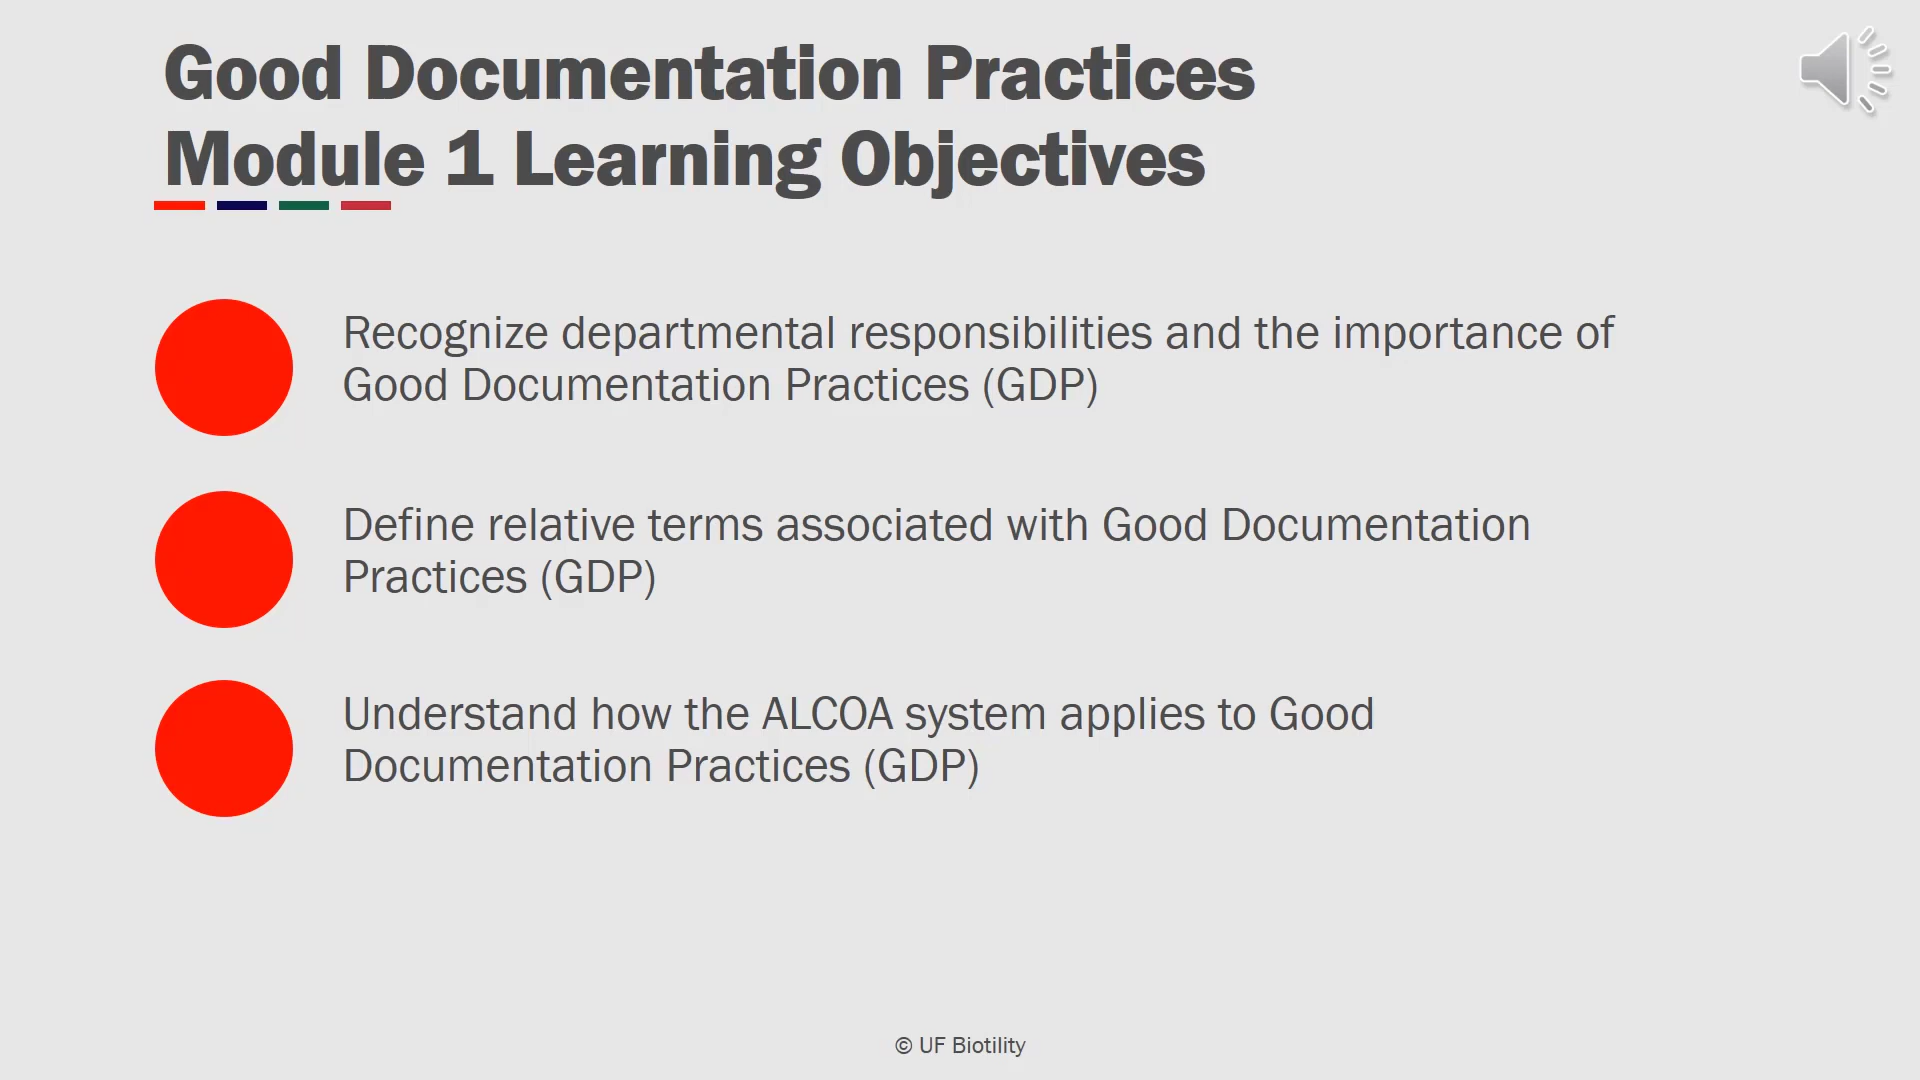 Good Documentation Practices
Module 1 Learning Objectives
Recognize departmental responsibilities and the importance of
Good Documentation Practices (GDP)
Define relative terms associated with Good Documentation
Practices (GDP)
Understand how the ALCOA system applies to Good
Documentation Practices (GDP)
© UF Biotility